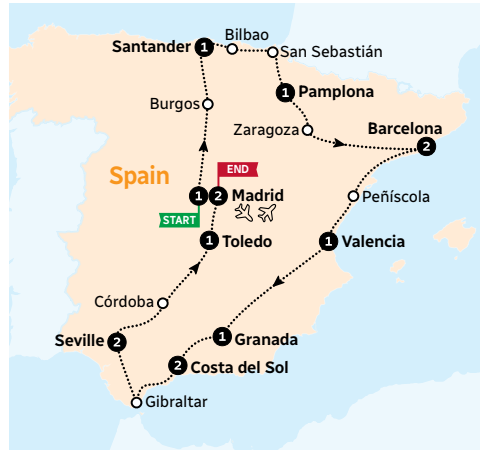 Bilbao
Santander 1
San Sebastián
1 Pamplona
Burgos
Zaragoza
Barcelona
2
Spain
END
1 2 Madrid
START
Peñíscola
1 Toledo
1 Valencia
Córdoba
Seville 2
1 Granada
2 Costa del Sol
Gibraltar